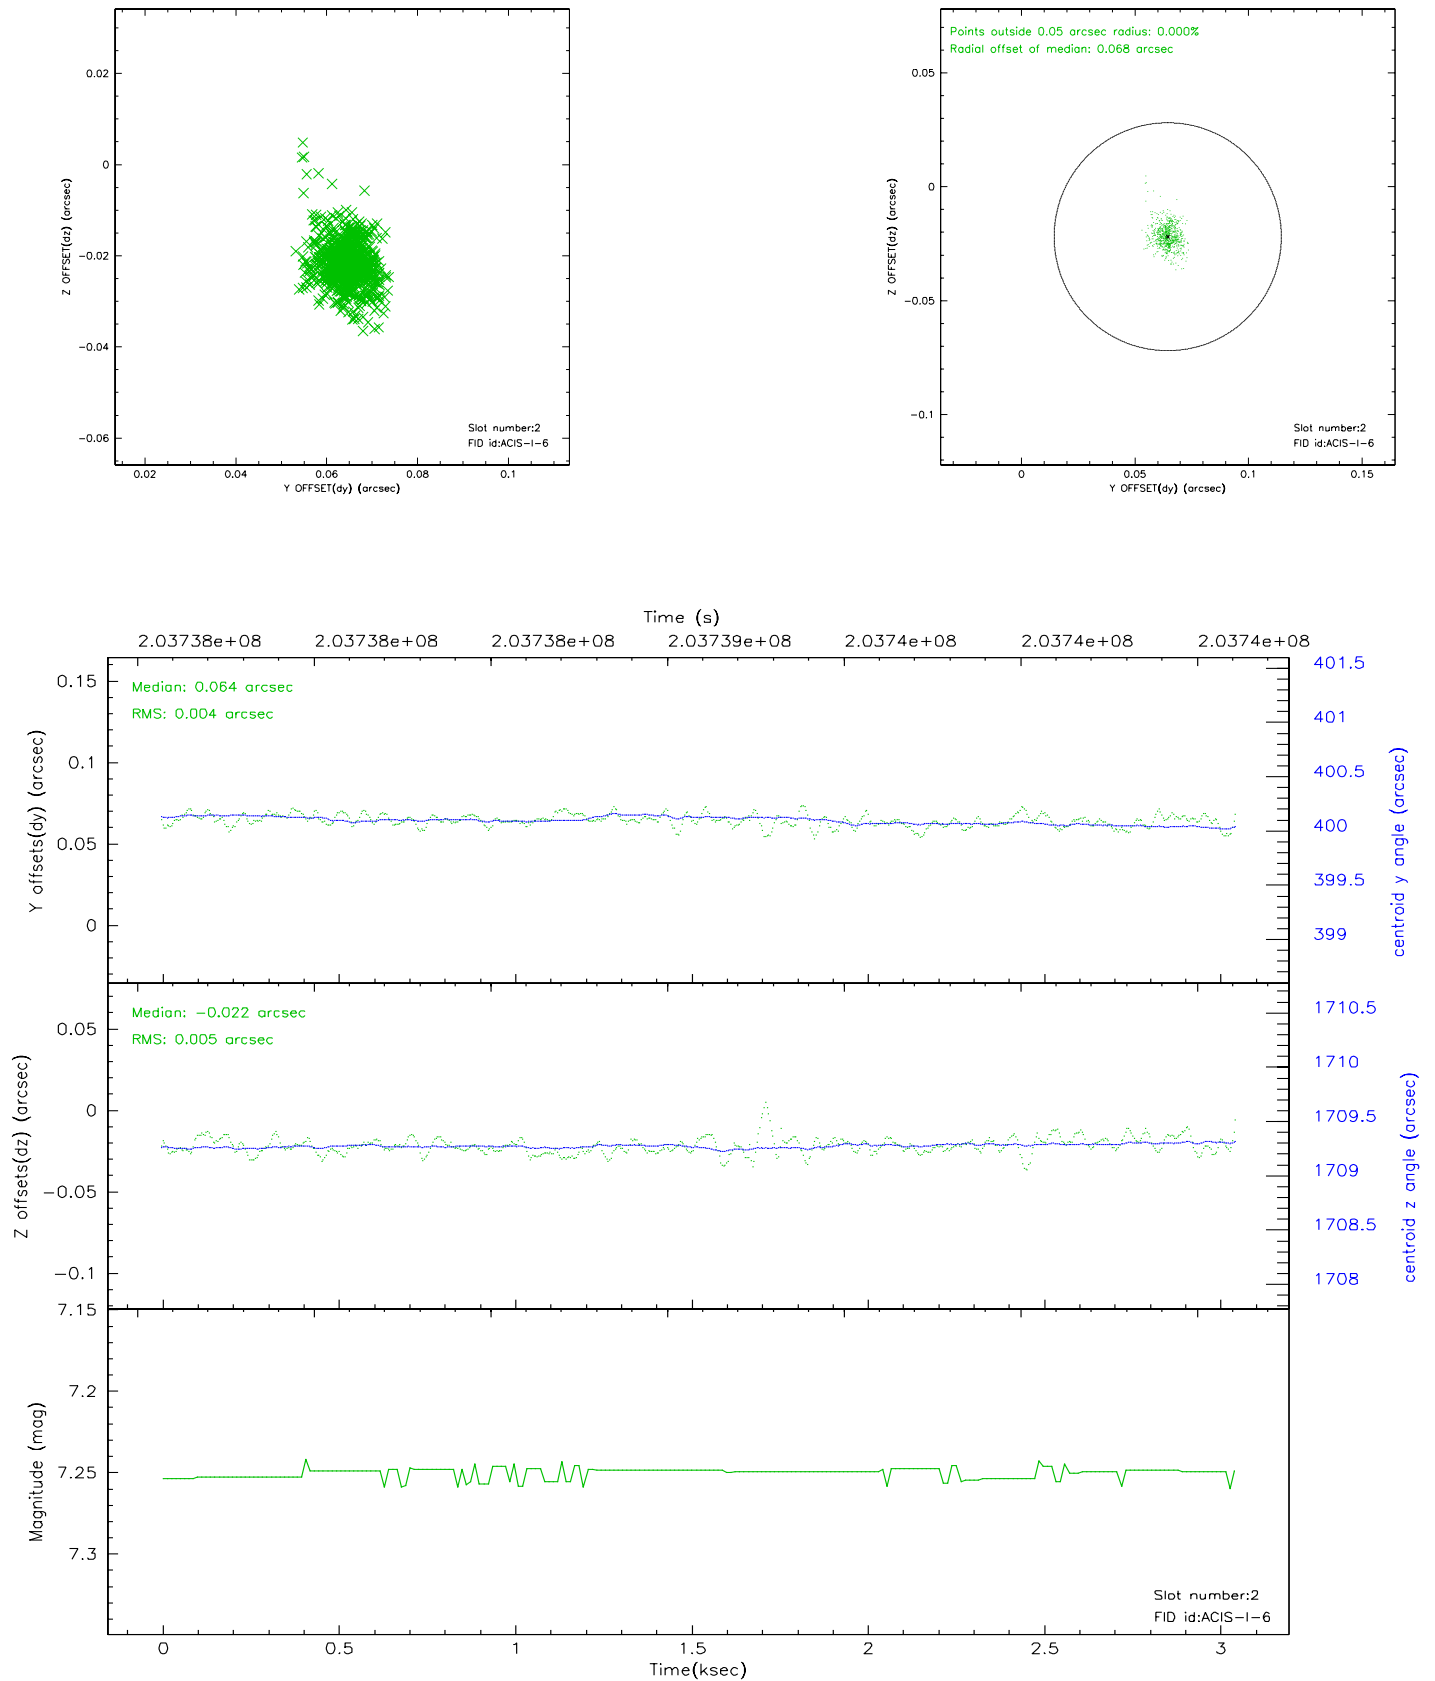 0.02
0
-0.02
-0.04
-0.06
Z OFFSET(dz) (arcsec)
Slot number:2
FID id:ACIS-I-6
0.02 0.04 0.06 0.08 0.1
Y OFFSET(dy) (arcsec)
Points outside 0.05 arcsec radius: 0.000%
Radial offset of median: 0.068 arcsec
0.05
0
-0.05
-0.1
Z OFFSET(dz) (arcsec)
Slot number:2
FID id:ACIS-I-6
0 0.05 0.1 0.15
Y OFFSET(dy) (arcsec)
Time (s)
2.03738e+08 2.03738e+08 2.03738e+08 2.03739e+08 2.0374e+08 2.0374e+08 2.0374e+08
Median: 0.064 arcsec
RMS: 0.004 arcsec
0.15
0.1
0.05
0
Y offsets(dy) (arcsec)
401.5
401
400.5
400
399.5
399
centroid y angle (arcsec)
Median: -0.022 arcsec
RMS: 0.005 arcsec
0.05
0
-0.05
-0.1
Z offsets(dz) (arcsec)
1710.5
1710
1709.5
1709
1708.5
1708
centroid z angle (arcsec)
7.15
7.2
7.25
7.3
Magnitude (mag)
Slot number:2
FID id:ACIS-I-6
0 0.5 1 1.5 2 2.5 3
Time(ksec)